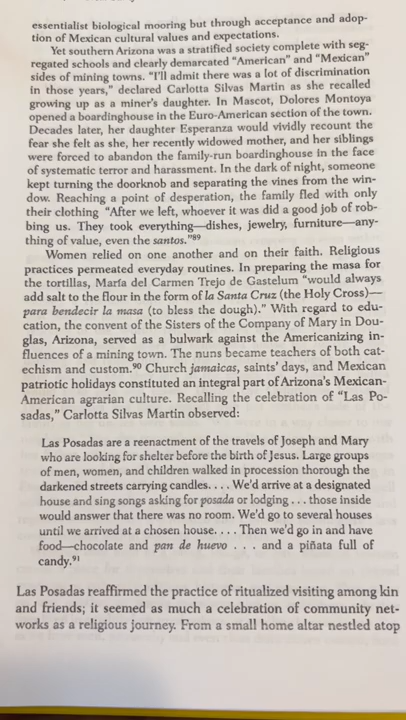 essentialist biological mooring but through acceptance and adop-
tion of Mexican cultural values and expectations.
Yet southern Arizona was a stratified society complete with seg-
regated schools and clearly demarcated "American" and "Mexican"
sides of mining towns. "I'll admit there was a lot of discrimination
in those years," declared Carlotta Silvas Martin as she recalled
growing up as a miner's daughter. In Mascot, Dolores Montoya
opened a boardinghouse in the Euro-American section of the town.
Decades later, her daughter Esperanza would vividly recount the
fear she felt as she, her recently widowed mother, and her siblings
were forced to abandon the family-run boardinghouse in the face
of systematic terror and harassment. In the dark of night, someone
kept turning the doorknob and separating the vines from the win-
dow. Reaching a point of desperation, the family fled with only
their clothing "After we left, whoever it was did a good job of rob-
bing us. They took everything—dishes, jewelry, furniture—any-
thing of value, even the santos."89
Women relied on one another and on their faith. Religious
practices permeated everyday routines. In preparing the masa for
the tortillas, María del Carmen Trejo de Gastelum "would always
add salt to the flour in the form of la Santa Cruz (the Holy Cross)—
para bendecir la masa (to bless the dough)." With regard to edu-
cation, the convent of the Sisters of the Company of Mary in Dou-
glas, Arizona, served as a bulwark against the Americanizing in-
fluences of a mining town. The nuns became teachers of both cat-
echism and custom.90 Church jamaicas, saints' days, and Mexican
patriotic holidays constituted an integral part of Arizona's Mexican-
American agrarian culture. Recalling the celebration of "Las Po-
sadas," Carlotta Silvas Martin observed:
Las Posadas are a reenactment of the travels of Joseph and Mary
who are looking for shelter before the birth of Jesus. Large groups
of men, women, and children walked in procession thorough the
darkened streets carrying candles. . . . We'd arrive at a designated
house and sing songs asking for posada or lodging . . . those inside
would answer that there was no room. We'd go to several houses
until we arrived at a chosen house. . . . Then we'd go in and have
food—chocolate and pan de huevo . . . and a piñata full of
candy.91
Las Posadas reaffirmed the practice of ritualized visiting among kin
and friends; it seemed as much a celebration of community net-
works as a religious journey. From a small home altar nestled atop